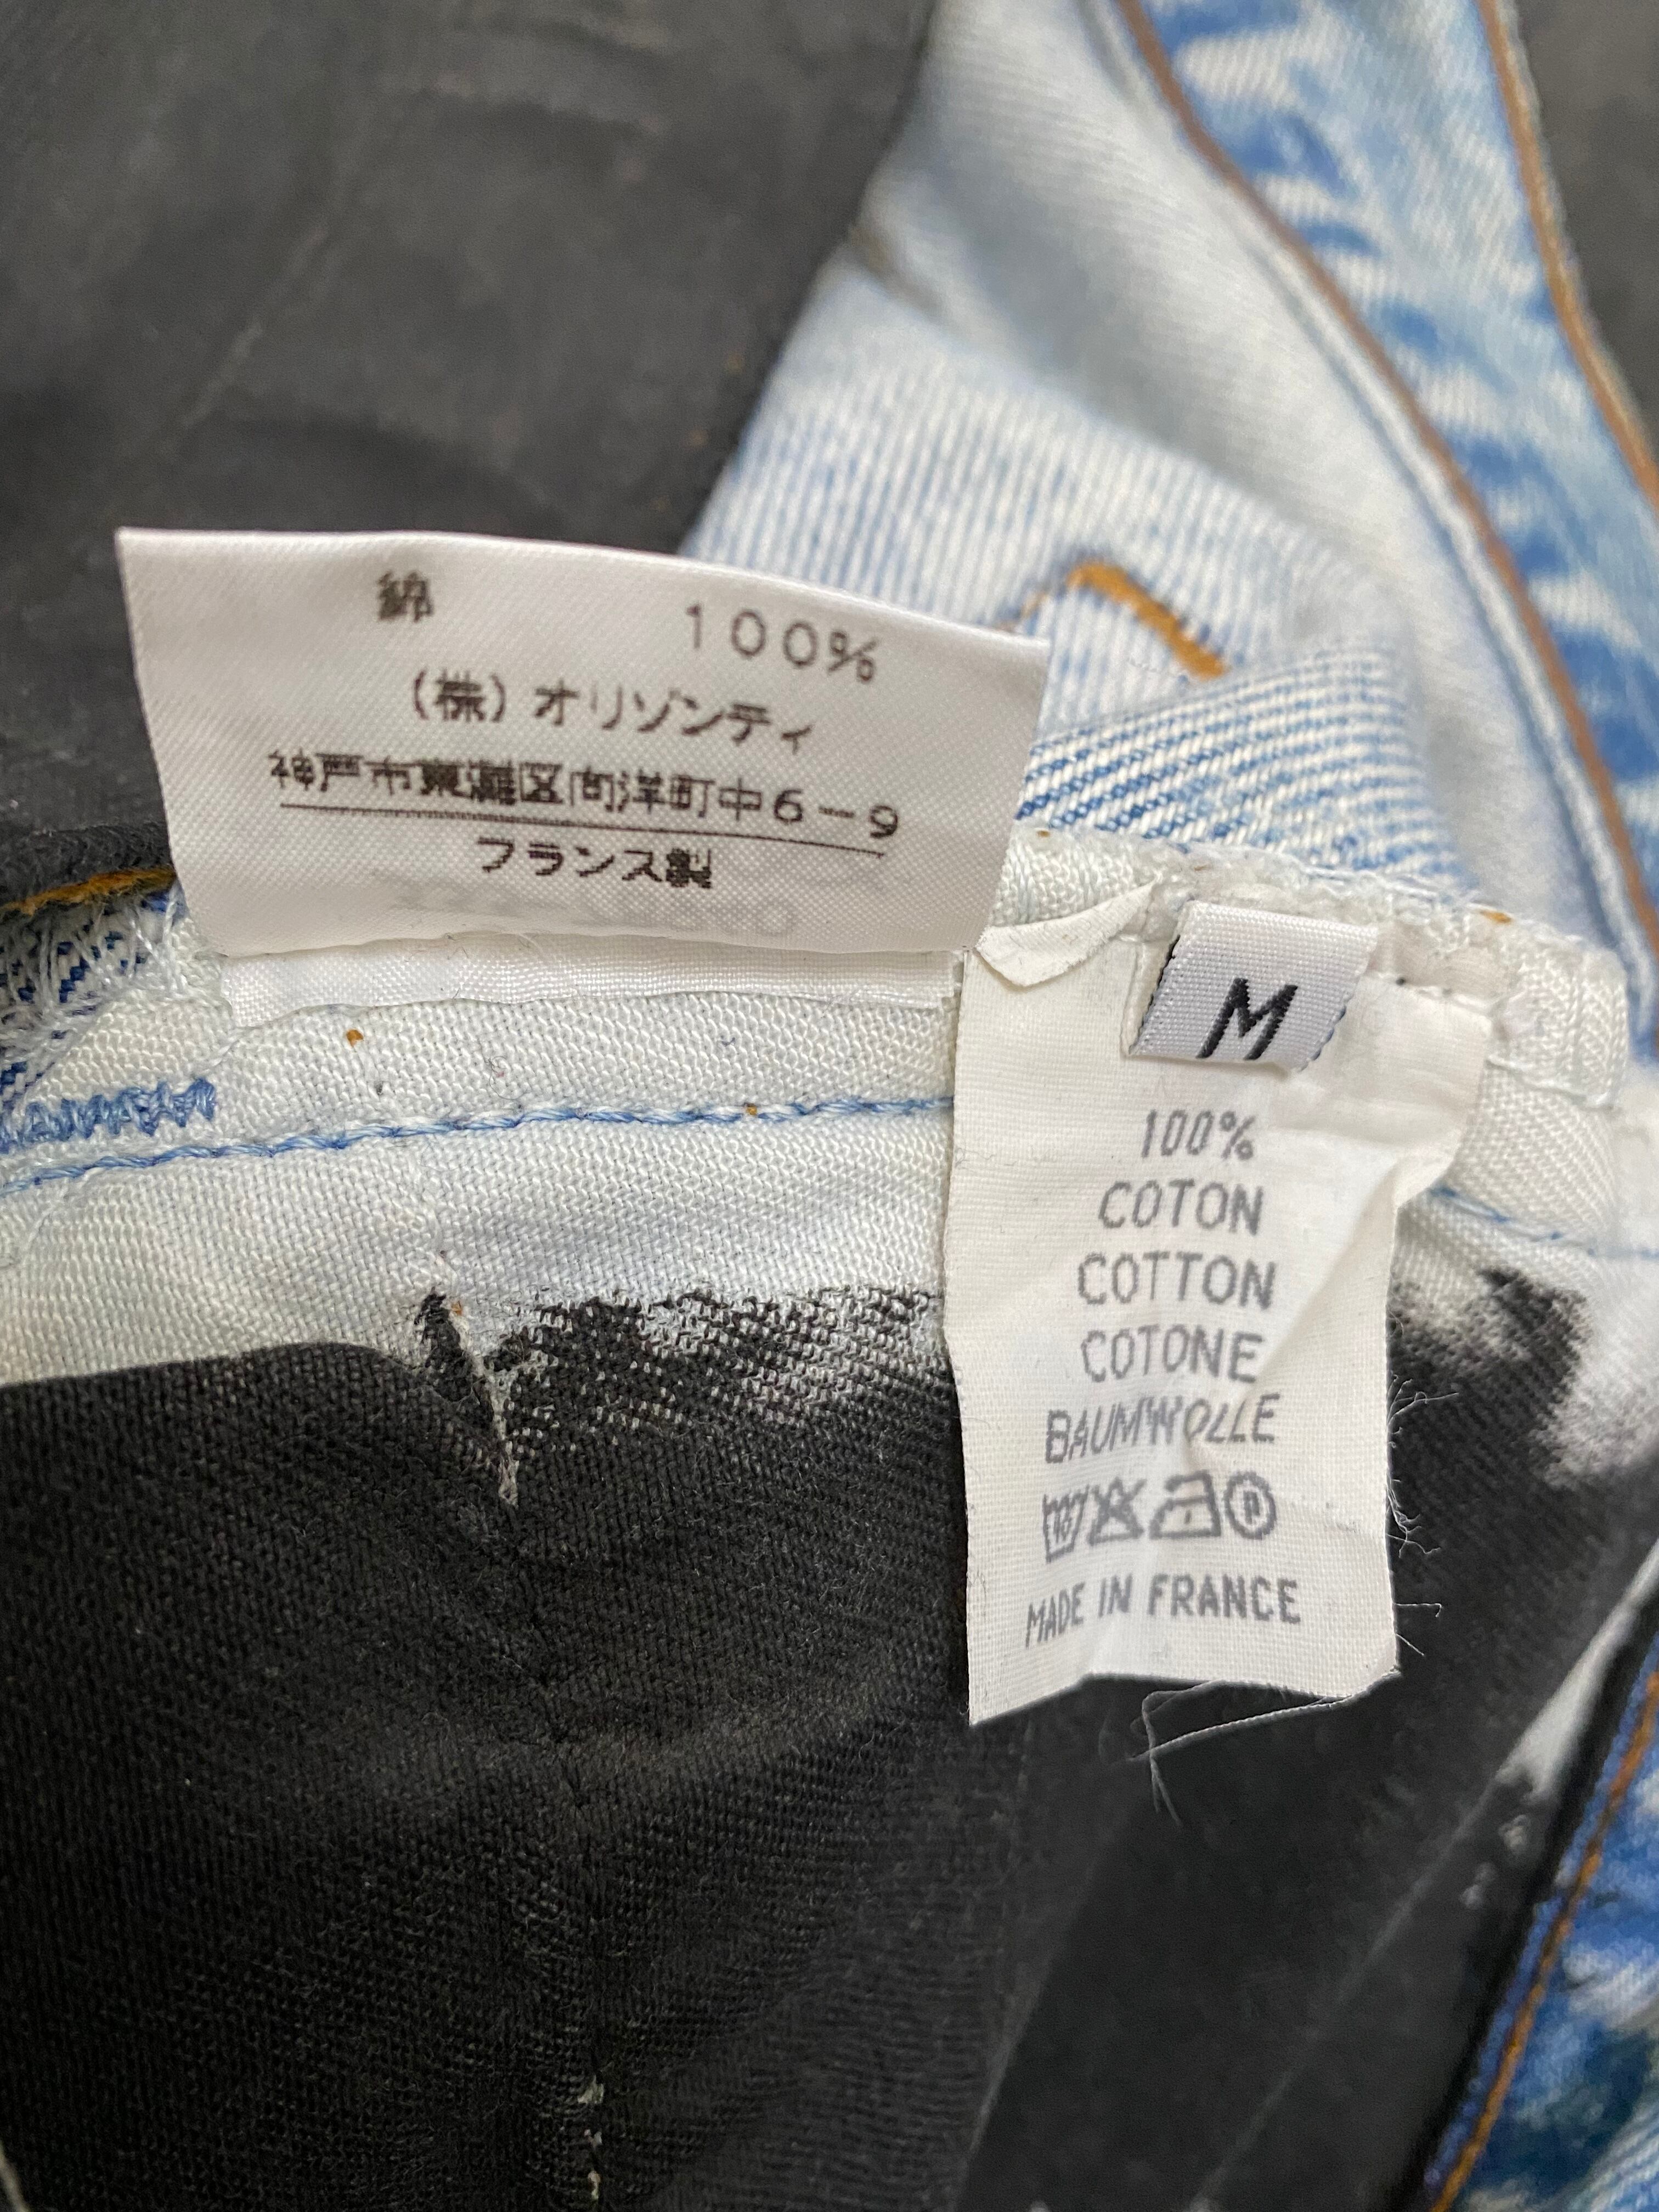 綿 100%
(株)オリゾンティ
神戸市東灘区向洋町中6-9
フランス製
M
100%
COTON
COTTON
COTONE
BAUMWOLLE
P
MADE IN FRANCE